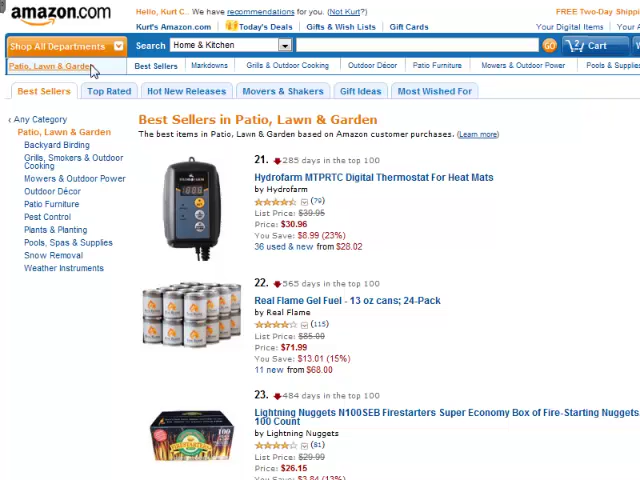 amazon.com
Hello, Kurt C.. We have recommendations for you. (Not Kurt?)
FREE Two-Day Shipping
Kurt's Amazon.com
Today's Deals
Gifts & Wish Lists
Gift Cards
Your Digital Items
Shop All Departments
Search
Home & Kitchen
GO
Cart
Patio, Lawn & Garden
Best Sellers
Markdowns
Grills & Outdoor Cooking
Outdoor Décor
Patio Furniture
Mowers & Outdoor Power
Pools & Supplies
Best Sellers
Top Rated
Hot New Releases
Movers & Shakers
Gift Ideas
Most Wished For
‹ Any Category
Patio, Lawn & Garden
Backyard Birding
Grills, Smokers & Outdoor
Cooking
Mowers & Outdoor Power
Outdoor Décor
Patio Furniture
Pest Control
Plants & Planting
Pools, Spas & Supplies
Snow Removal
Weather Instruments
Best Sellers in Patio, Lawn & Garden
The best items in Patio, Lawn & Garden based on Amazon customer purchases. (Learn more)
21. 285 days in the top 100
Hydrofarm MTPRTC Digital Thermostat For Heat Mats
by Hydrofarm
(79)
List Price: $39.95
Price: $30.96
You Save: $8.99 (23%)
36 used & new from $28.02
22. 565 days in the top 100
Real Flame Gel Fuel - 13 oz cans; 24-Pack
by Real Flame
(115)
List Price: $85.00
Price: $71.99
You Save: $13.01 (15%)
11 new from $68.00
23. 484 days in the top 100
Lightning Nuggets N100SEB Firestarters Super Economy Box of Fire-Starting Nuggets,
100 Count
by Lightning Nuggets
(81)
List Price: $29.99
Price: $26.15
You Save: $3.84 (13%)